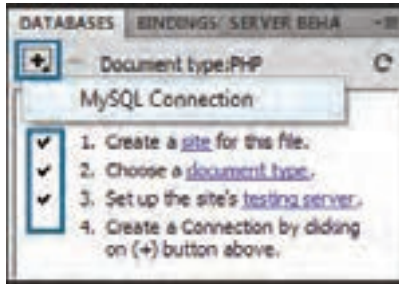 DATABASES BINDINGS SERVER BEHA
Document type:PHP
MySQL Connection
1. Create a site for this file.
2. Choose a document type.
3. Set up the site's testing server.
4. Create a Connection by clicking
on (+) button above.